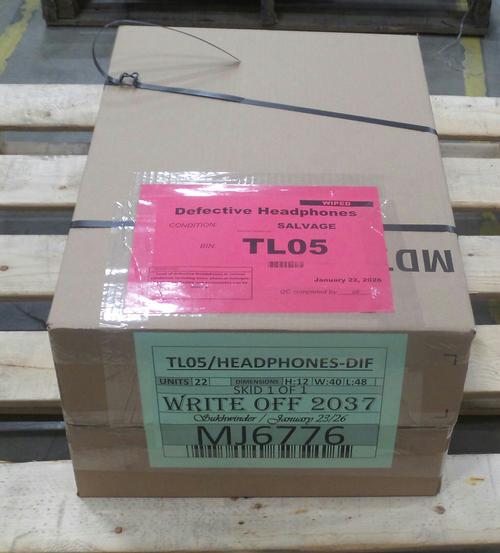 WIPED
Defective Headphones
CONDITION: SALVAGE
BIN: TL05
January 22, 2026
QC completed by
MD
TL05/HEADPHONES-DIF
UNITS 22 DIMENSIONS H:12 W:40 L:48
SKID 1 OF 1
WRITE OFF 2037
Sukhwinder / January 23/26
MJ6776